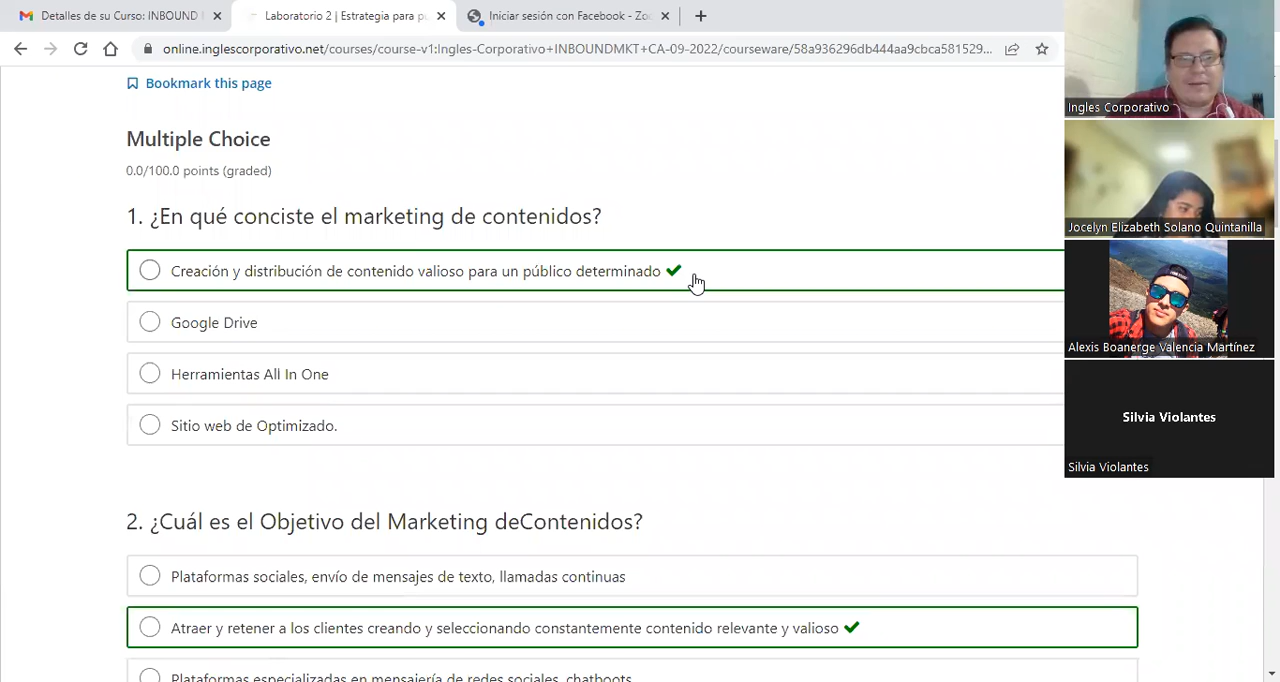 Detalles de su Curso: INBOUND
Laboratorio 2 | Estrategia para pu
Iniciar sesión con Facebook - Zoo
online.inglescorporativo.net/courses/course-v1:Ingles-Corporativo+INBOUNDMKT+CA-09-2022/courseware/58a936296db444aa9cbca581529...
Bookmark this page
Multiple Choice
0.0/100.0 points (graded)
1. ¿En qué conciste el marketing de contenidos?
Creación y distribución de contenido valioso para un público determinado
Google Drive
Herramientas All In One
Sitio web de Optimizado.
2. ¿Cuál es el Objetivo del Marketing deContenidos?
Plataformas sociales, envío de mensajes de texto, llamadas continuas
Atraer y retener a los clientes creando y seleccionando constantemente contenido relevante y valioso
Plataformas especializadas en mensajería de redes sociales, chatboots
Ingles Corporativo
Jocelyn Elizabeth Solano Quintanilla
Alexis Boanerge Valencia Martínez
Silvia Violantes
Silvia Violantes